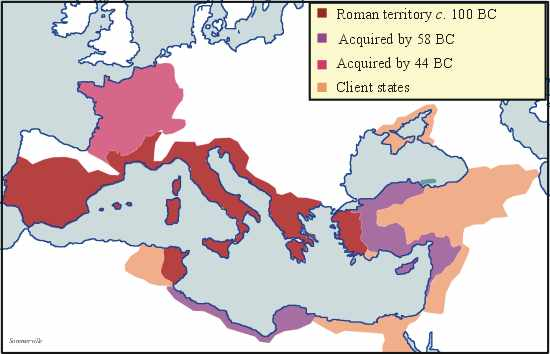 Roman territory c. 100 BC
Acquired by 58 BC
Acquired by 44 BC
Client states
Sommerville